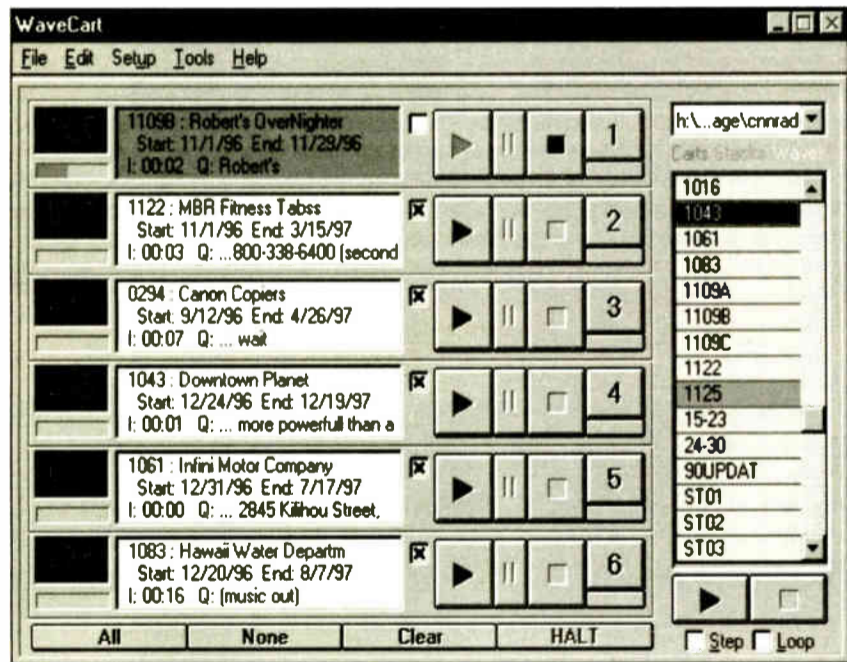 WaveCart
File Edit Setup Tools Help
1109B : Robert's OverNighter
Start: 11/1/96 End: 11/29/96
I: 00:02 Q: Robert's
1
1122 : MBR Fitness Tabss
Start: 11/1/96 End: 3/15/97
I: 00:03 Q: ...800-338-6400 (second
2
0294 : Canon Copiers
Start: 9/12/96 End: 4/26/97
I: 00:07 Q: ... wait
3
1043 : Downtown Planet
Start: 12/24/96 End: 12/19/97
I: 00:01 Q: ... more powerfull than a
4
1061 : Infini Motor Company
Start: 12/31/96 End: 7/17/97
I: 00:00 Q: ... 2845 Kilihou Street,
5
1083 : Hawaii Water Departm
Start: 12/20/96 End: 8/7/97
I: 00:16 Q: (music out)
6
All None Clear HALT
h:\...age\cnnrad
Carts Stacks Wave
1016
1043
1061
1083
1109A
1109B
1109C
1122
1125
15-23
24-30
90UPDAT
ST01
ST02
ST03
Step Loop